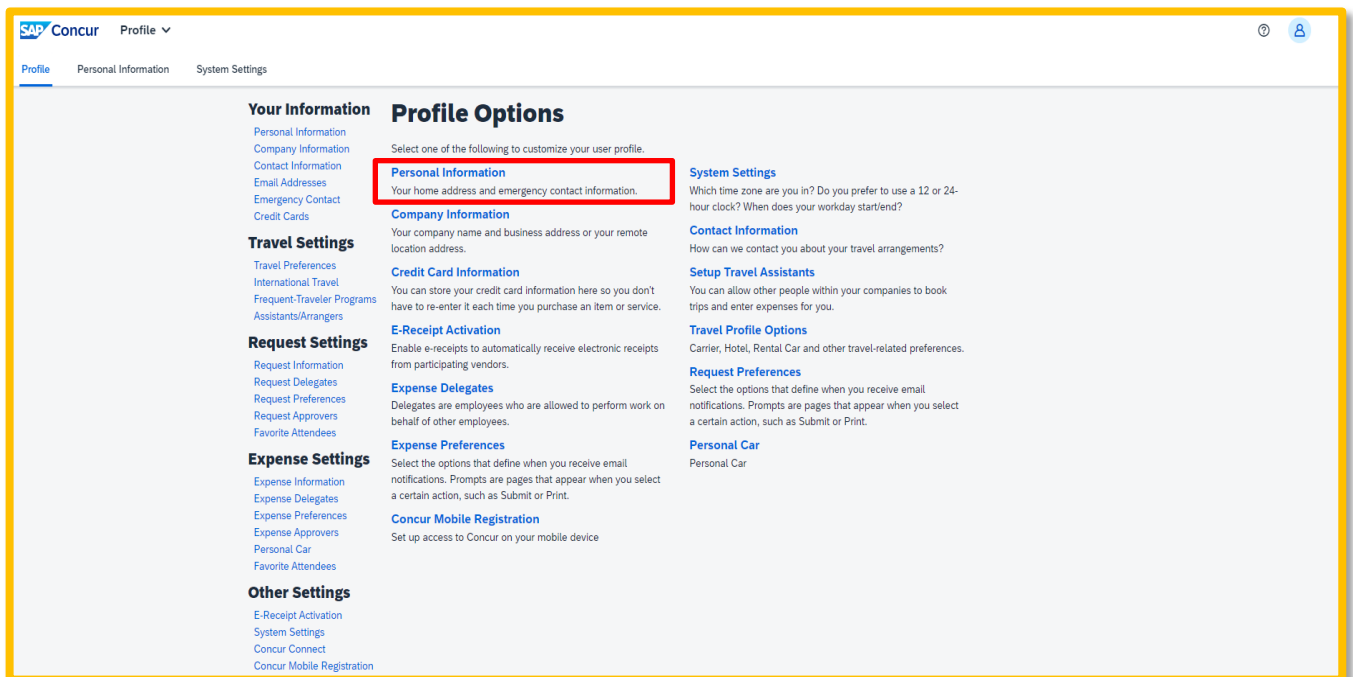 SAP Concur Profile
Profile Personal Information System Settings
Your Information
Personal Information
Company Information
Contact Information
Email Addresses
Emergency Contact
Credit Cards
Travel Settings
Travel Preferences
International Travel
Frequent-Traveler Programs
Assistants/Arrangers
Request Settings
Request Information
Request Delegates
Request Preferences
Request Approvers
Favorite Attendees
Expense Settings
Expense Information
Expense Delegates
Expense Preferences
Expense Approvers
Personal Car
Favorite Attendees
Other Settings
E-Receipt Activation
System Settings
Concur Connect
Concur Mobile Registration
Profile Options
Select one of the following to customize your user profile.
Personal Information
Your home address and emergency contact information.
Company Information
Your company name and business address or your remote
location address.
Credit Card Information
You can store your credit card information here so you don't
have to re-enter it each time you purchase an item or service.
E-Receipt Activation
Enable e-receipts to automatically receive electronic receipts
from participating vendors.
Expense Delegates
Delegates are employees who are allowed to perform work on
behalf of other employees.
Expense Preferences
Select the options that define when you receive email
notifications. Prompts are pages that appear when you select
a certain action, such as Submit or Print.
Concur Mobile Registration
Set up access to Concur on your mobile device
System Settings
Which time zone are you in? Do you prefer to use a 12 or 24-
hour clock? When does your workday start/end?
Contact Information
How can we contact you about your travel arrangements?
Setup Travel Assistants
You can allow other people within your companies to book
trips and enter expenses for you.
Travel Profile Options
Carrier, Hotel, Rental Car and other travel-related preferences.
Request Preferences
Select the options that define when you receive email
notifications. Prompts are pages that appear when you select
a certain action, such as Submit or Print.
Personal Car
Personal Car